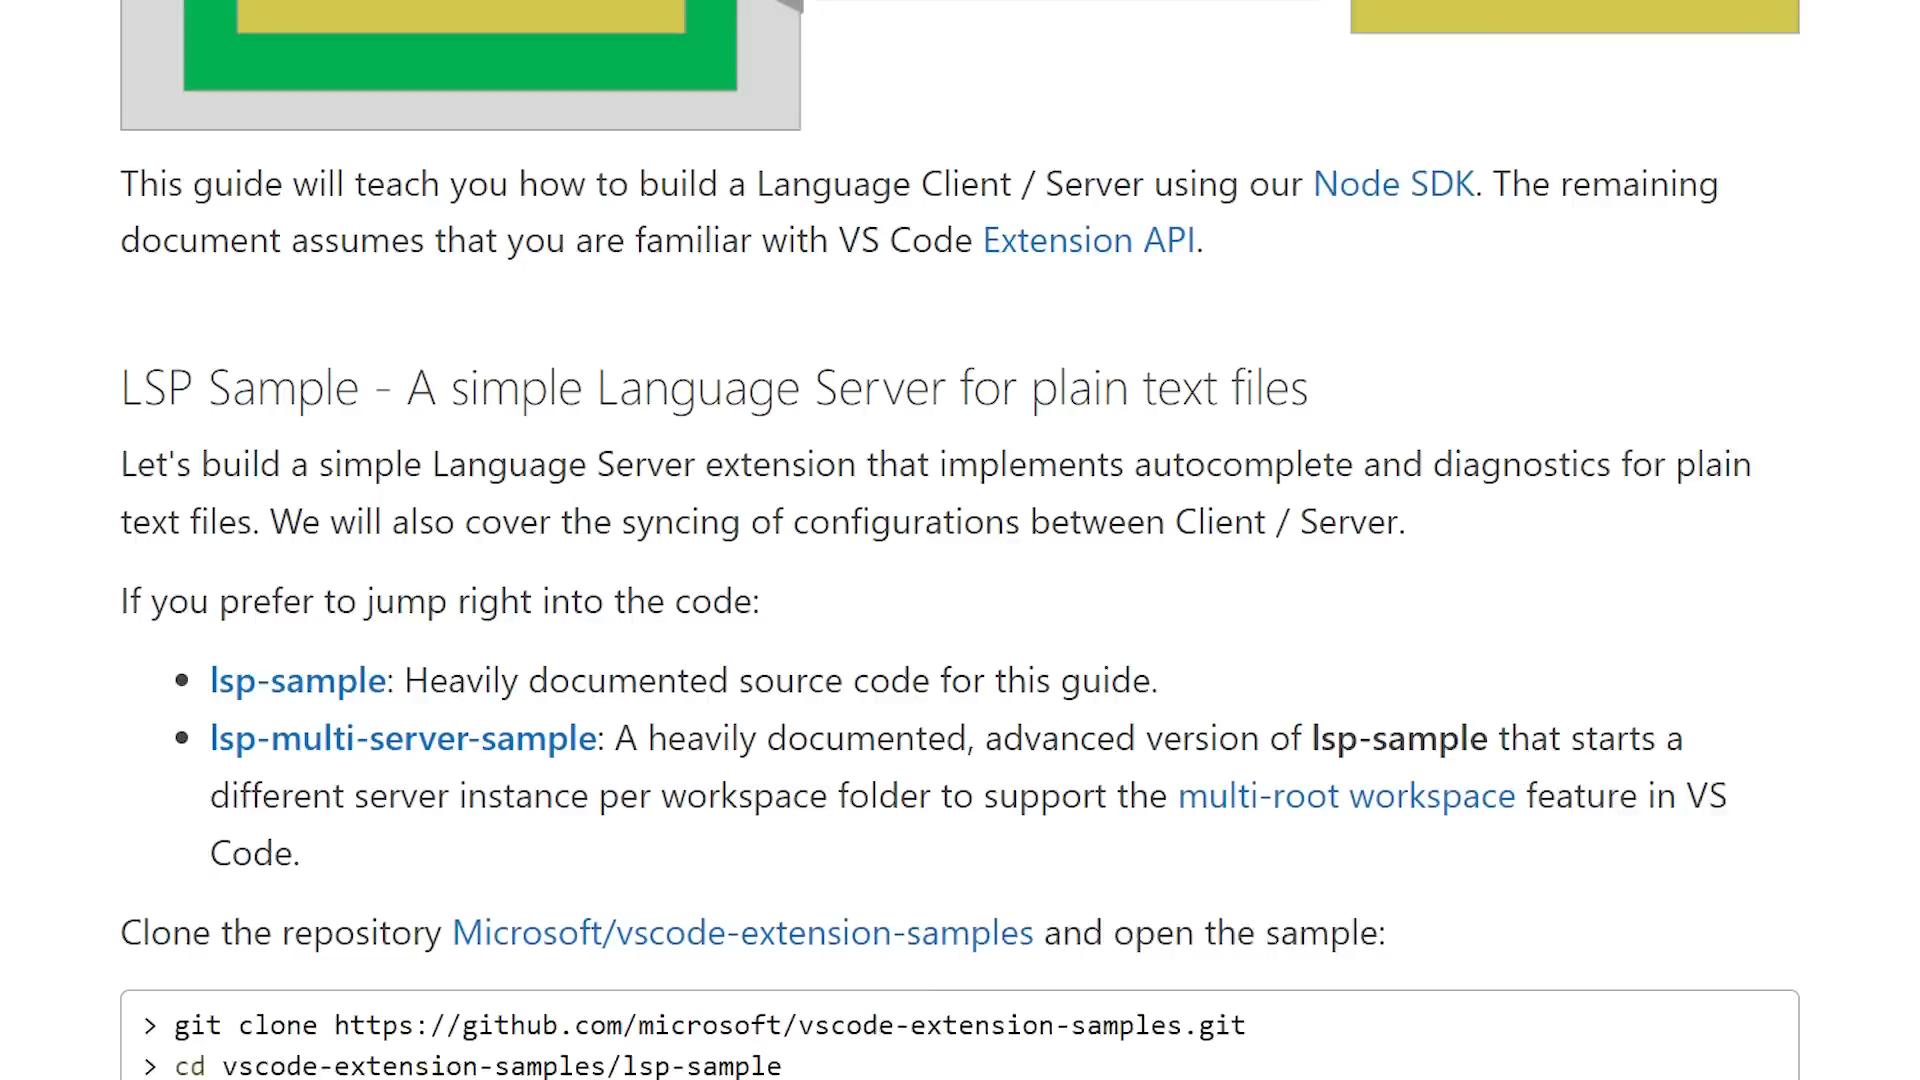 This guide will teach you how to build a Language Client / Server using our Node SDK. The remaining
document assumes that you are familiar with VS Code Extension API.
LSP Sample - A simple Language Server for plain text files
Let's build a simple Language Server extension that implements autocomplete and diagnostics for plain
text files. We will also cover the syncing of configurations between Client / Server.
If you prefer to jump right into the code:
• lsp-sample: Heavily documented source code for this guide.
• lsp-multi-server-sample: A heavily documented, advanced version of lsp-sample that starts a
different server instance per workspace folder to support the multi-root workspace feature in VS
Code.
Clone the repository Microsoft/vscode-extension-samples and open the sample:
> git clone https://github.com/microsoft/vscode-extension-samples.git
> cd vscode-extension-samples/lsp-sample